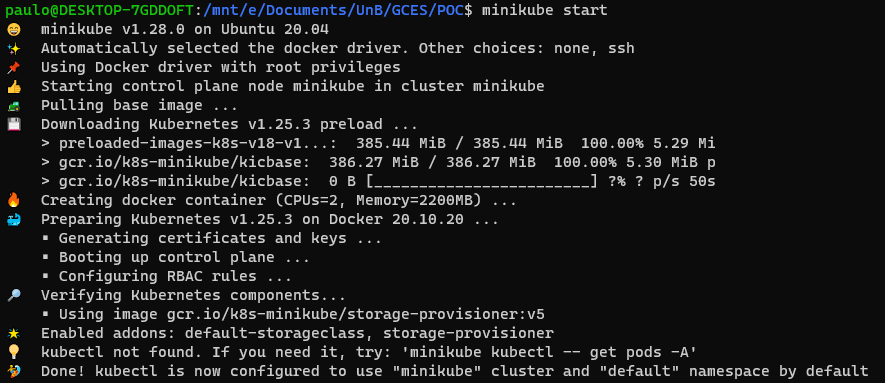 paulo@DESKTOP-7GDDOFT:/mnt/e/Documents/UnB/GCES/POC$ minikube start
😄 minikube v1.28.0 on Ubuntu 20.04
✨ Automatically selected the docker driver. Other choices: none, ssh
📌 Using Docker driver with root privileges
👍 Starting control plane node minikube in cluster minikube
🚜 Pulling base image ...
💾 Downloading Kubernetes v1.25.3 preload ...
> preloaded-images-k8s-v18-v1...: 385.44 MiB / 385.44 MiB 100.00% 5.29 Mi
> gcr.io/k8s-minikube/kicbase: 386.27 MiB / 386.27 MiB 100.00% 5.30 MiB p
> gcr.io/k8s-minikube/kicbase: 0 B [________________________] ?% ? p/s 50s
🔥 Creating docker container (CPUs=2, Memory=2200MB) ...
🐳 Preparing Kubernetes v1.25.3 on Docker 20.10.20 ...
▪ Generating certificates and keys ...
▪ Booting up control plane ...
▪ Configuring RBAC rules ...
🔎 Verifying Kubernetes components...
▪ Using image gcr.io/k8s-minikube/storage-provisioner:v5
🌟 Enabled addons: default-storageclass, storage-provisioner
💡 kubectl not found. If you need it, try: 'minikube kubectl -- get pods -A'
🏄 Done! kubectl is now configured to use "minikube" cluster and "default" namespace by default